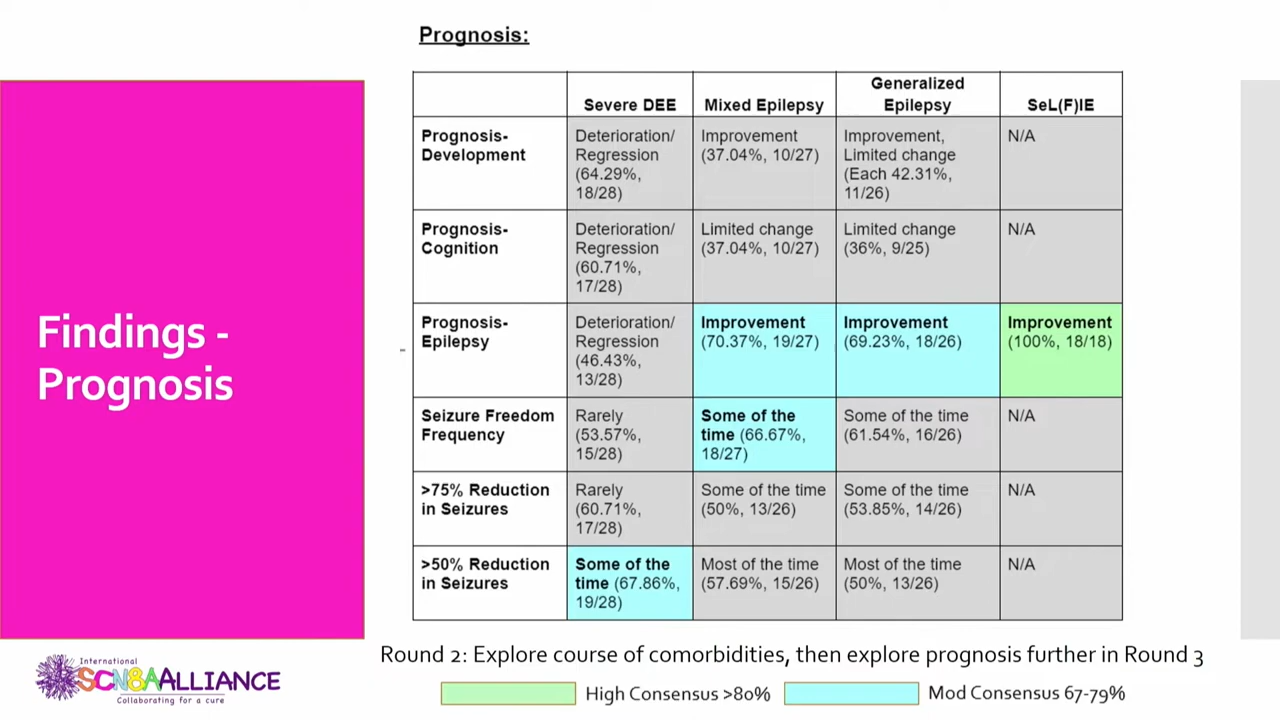 Prognosis:
Severe DEE
Mixed Epilepsy
Generalized
Epilepsy
SeL(F)IE
Prognosis-
Development
Deterioration/
Regression
(64.29%,
18/28)
Improvement
(37.04%, 10/27)
Improvement,
Limited change
(Each 42.31%,
11/26)
N/A
Prognosis-
Cognition
Deterioration/
Regression
(60.71%,
17/28)
Limited change
(37.04%, 10/27)
Limited change
(36%, 9/25)
N/A
Prognosis-
Epilepsy
Deterioration/
Regression
(46.43%,
13/28)
Improvement
(70.37%, 19/27)
Improvement
(69.23%, 18/26)
Improvement
(100%, 18/18)
Seizure Freedom
Frequency
Rarely
(53.57%,
15/28)
Some of the
time (66.67%,
18/27)
Some of the time
(61.54%, 16/26)
N/A
>75% Reduction
in Seizures
Rarely
(60.71%,
17/28)
Some of the time
(50%, 13/26)
Some of the time
(53.85%, 14/26)
N/A
>50% Reduction
in Seizures
Some of the
time (67.86%,
19/28)
Most of the time
(57.69%, 15/26)
Most of the time
(50%, 13/26)
N/A
Findings -
Prognosis
Round 2: Explore course of comorbidities, then explore prognosis further in Round 3
High Consensus >80%
Mod Consensus 67-79%
International
SCN8AALLIANCE
Collaborating for a cure